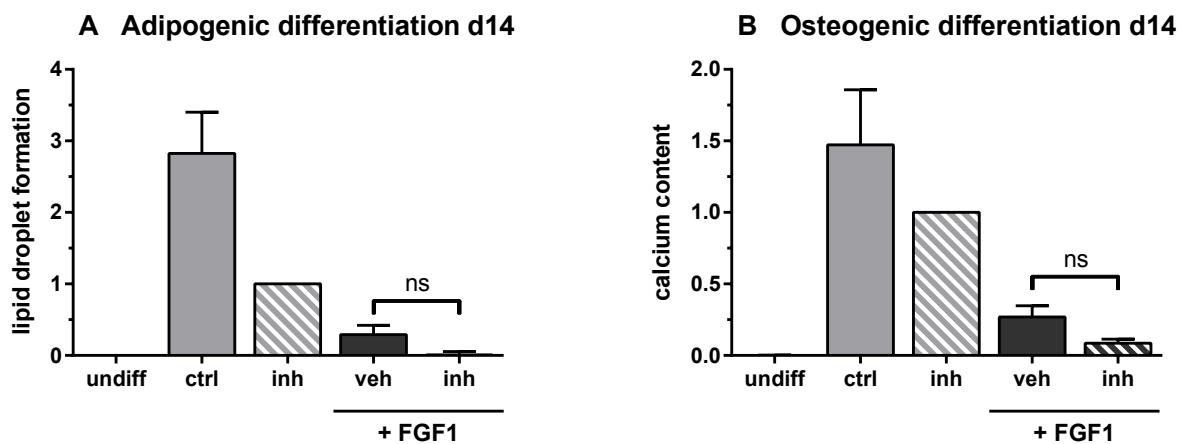 A Adipogenic differentiation d14
lipid droplet formation
4
3
2
1
0
ns
undiff ctrl inh veh inh
+ FGF1
B Osteogenic differentiation d14
calcium content
2.0
1.5
1.0
0.5
0.0
ns
undiff ctrl inh veh inh
+ FGF1